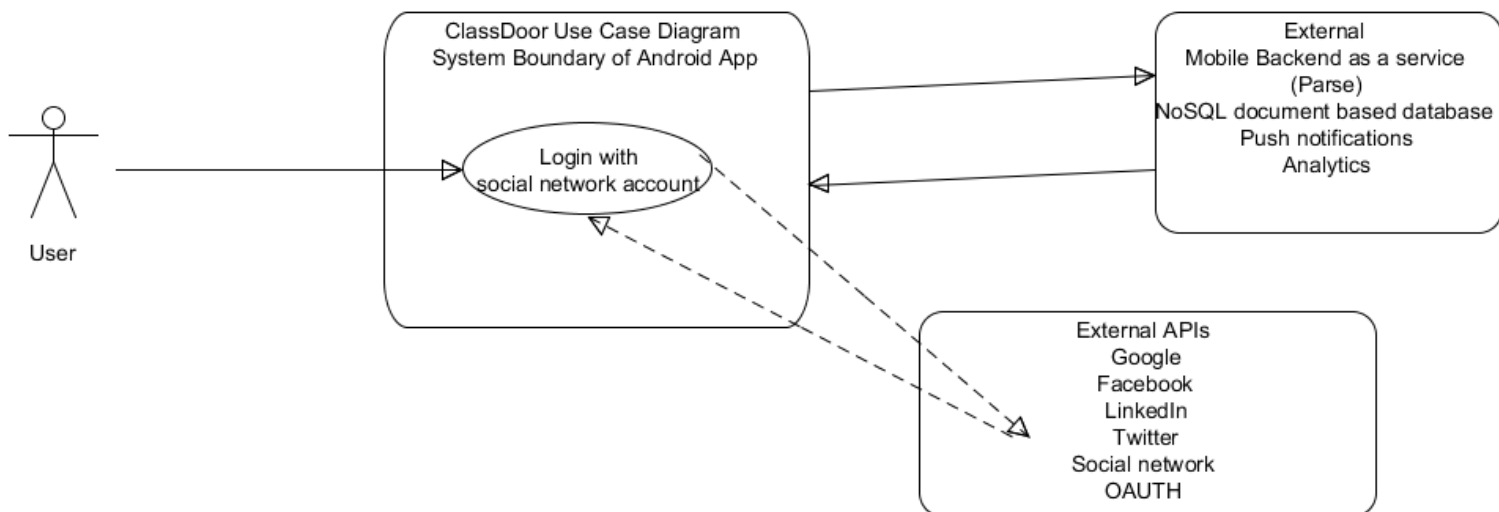 ClassDoor Use Case Diagram
System Boundary of Android App
Login with
social network account
User
External
Mobile Backend as a service
(Parse)
NoSQL document based database
Push notifications
Analytics
External APIs
Google
Facebook
LinkedIn
Twitter
Social network
OAUTH